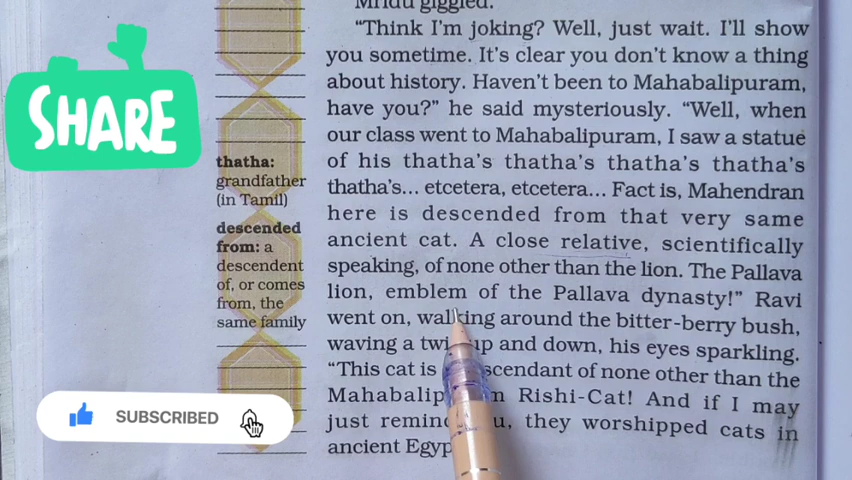 Mridu giggled.
"Think I'm joking? Well, just wait. I'll show
you sometime. It's clear you don't know a thing
about history. Haven't been to Mahabalipuram,
have you?" he said mysteriously. "Well, when
our class went to Mahabalipuram, I saw a statue
of his thatha's thatha's thatha's thatha's
thatha's... etcetera, etcetera... Fact is, Mahendran
here is descended from that very same
ancient cat. A close relative, scientifically
speaking, of none other than the lion. The Pallava
lion, emblem of the Pallava dynasty!" Ravi
went on, walking around the bitter-berry bush,
waving a twig up and down, his eyes sparkling.
"This cat is descendant of none other than the
Rishi-Cat! And if I may
just they worshipped cats in
ancient
thatha:
grandfather
(in Tamil)
descended
from: a
descendent
of, or comes
from, the
same family
SHARE
SUBSCRIBED